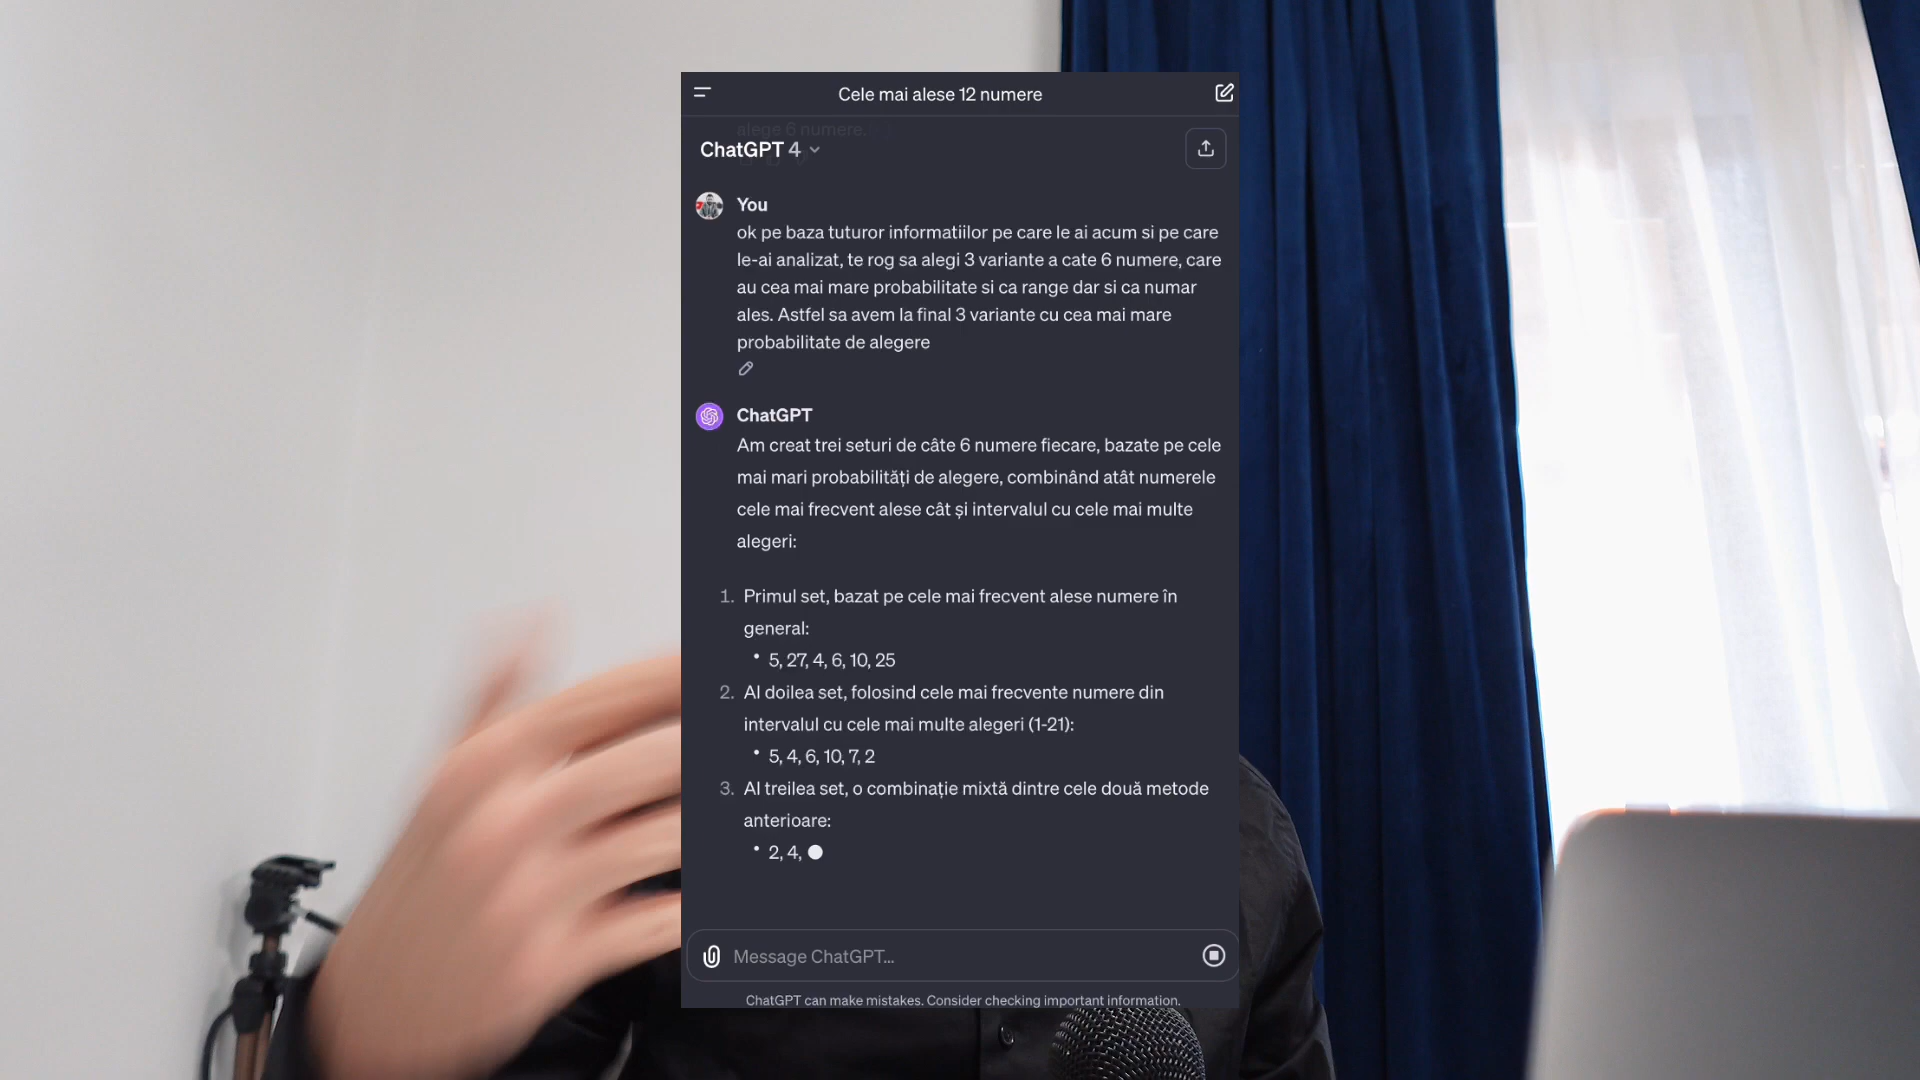 Cele mai alese 12 numere
alege 6 numere.
ChatGPT 4
You
ok pe baza tuturor informatiilor pe care le ai acum si pe care
le-ai analizat, te rog sa alegi 3 variante a cate 6 numere, care
au cea mai mare probabilitate si ca range dar si ca numar
ales. Astfel sa avem la final 3 variante cu cea mai mare
probabilitate de alegere
ChatGPT
Am creat trei seturi de câte 6 numere fiecare, bazate pe cele
mai mari probabilități de alegere, combinând atât numerele
cele mai frecvent alese cât și intervalul cu cele mai multe
alegeri:
1. Primul set, bazat pe cele mai frecvent alese numere în
general:
• 5, 27, 4, 6, 10, 25
2. Al doilea set, folosind cele mai frecvente numere din
intervalul cu cele mai multe alegeri (1-21):
• 5, 4, 6, 10, 7, 2
3. Al treilea set, o combinație mixtă dintre cele două metode
anterioare:
• 2, 4,
Message ChatGPT...
ChatGPT can make mistakes. Consider checking important information.